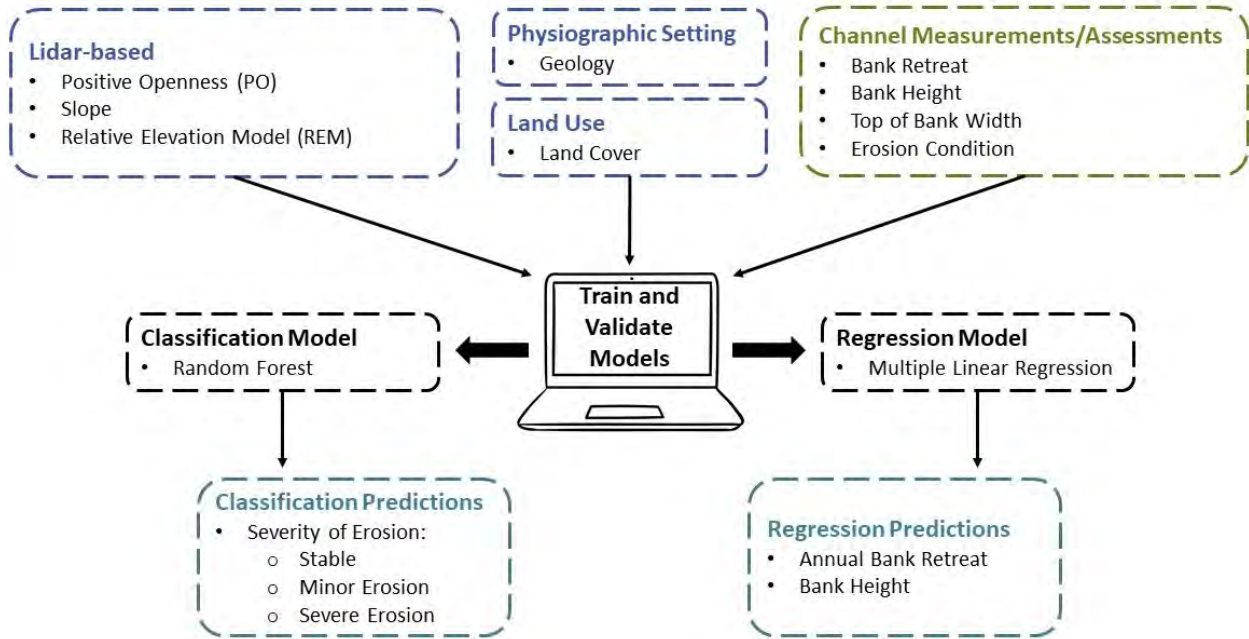 Lidar-based
• Positive Openness (PO)
• Slope
• Relative Elevation Model (REM)
Physiographic Setting
• Geology
Land Use
• Land Cover
Channel Measurements/Assessments
• Bank Retreat
• Bank Height
• Top of Bank Width
• Erosion Condition
Train and
Validate
Models
Classification Model
• Random Forest
Regression Model
• Multiple Linear Regression
Classification Predictions
• Severity of Erosion:
o Stable
o Minor Erosion
o Severe Erosion
Regression Predictions
• Annual Bank Retreat
• Bank Height